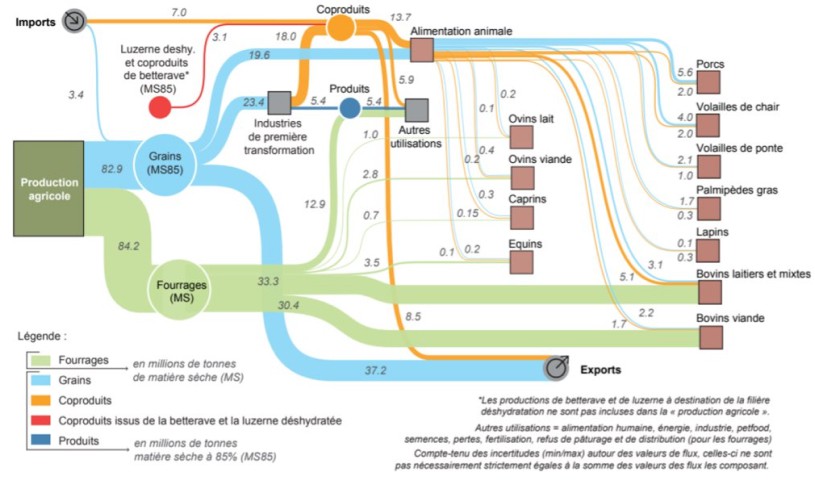 Imports
7.0
Coproduits
13.7
Alimentation animale
3.1
Luzerne deshy.
et coproduits
de betterave*
(MS85)
19.6
18.0
3.4
Produits
5.9
23.4
5.4
5.4
Industries
de première
transformation
Autres
utilisations
0.2
0.1
Ovins lait
Porcs
5.6
2.0
Volailles de chair
4.0
2.0
Volailles de ponte
2.1
1.0
Palmipèdes gras
1.7
0.3
Lapins
0.1
0.3
Bovins laitiers et mixtes
3.1
5.1
Bovins viande
2.2
1.7
Grains
(MS85)
82.9
Production
agricole
84.2
1.0
2.8
0.4
0.2
Ovins viande
0.3
Caprins
12.9
0.7
0.15
0.1
0.2
Equins
3.5
Fourrages
(MS)
33.3
30.4
8.5
37.2
Exports
Légende :
Fourrages
en millions de tonnes
de matière sèche (MS)
Grains
Coproduits
Coproduits issus de la betterave et la luzerne déshydratée
Produits
en millions de tonnes
matière sèche à 85% (MS85)
*Les productions de betterave et de luzerne à destination de la filière
déshydratation ne sont pas incluses dans la « production agricole ».
Autres utilisations = alimentation humaine, énergie, industrie, petfood,
semences, pertes, fertilisation, refus de pâturage et de distribution (pour les fourrages)
Compte-tenu des incertitudes (min/max) autour des valeurs de flux, celles-ci ne sont
pas nécessairement strictement égales à la somme des valeurs des flux les composant.